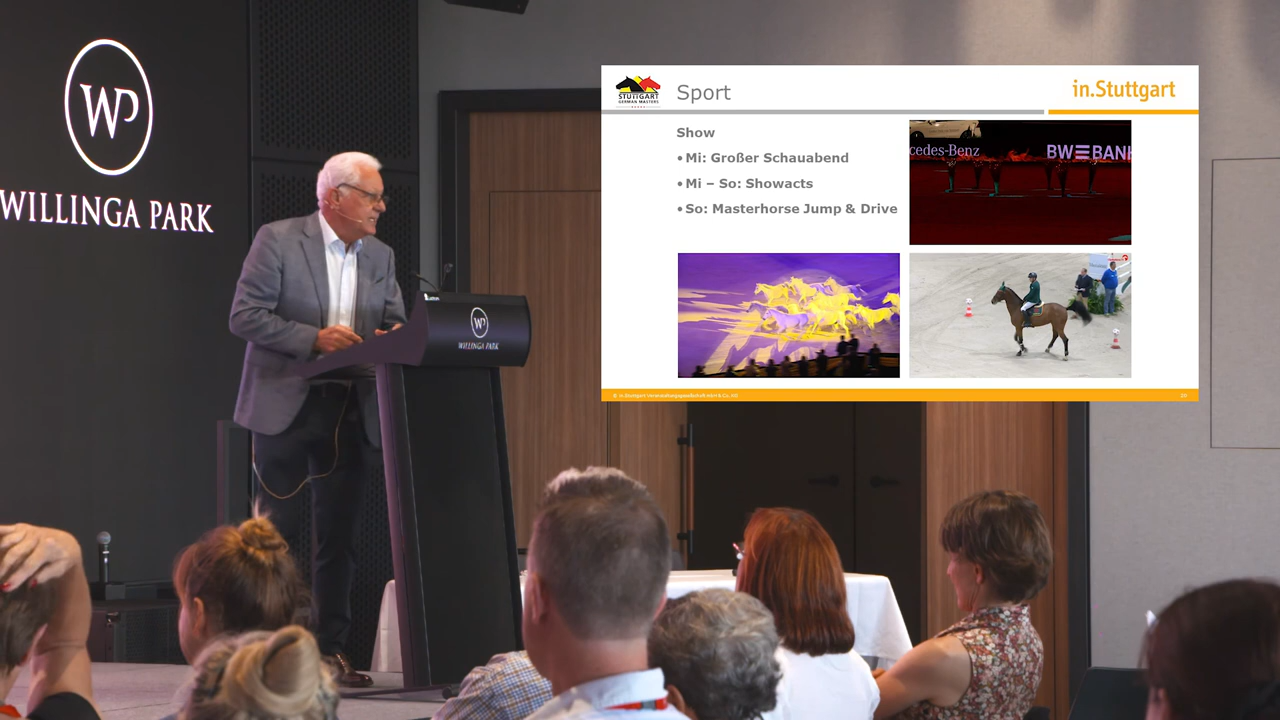 WP
WILLINGA PARK
WP
WILLINGA PARK
STUTTGART
GERMAN MASTERS
Sport
in.Stuttgart
Show
• Mi: Großer Schauabend
• Mi – So: Showacts
• So: Masterhorse Jump & Drive
cedes-Benz
BW BANK